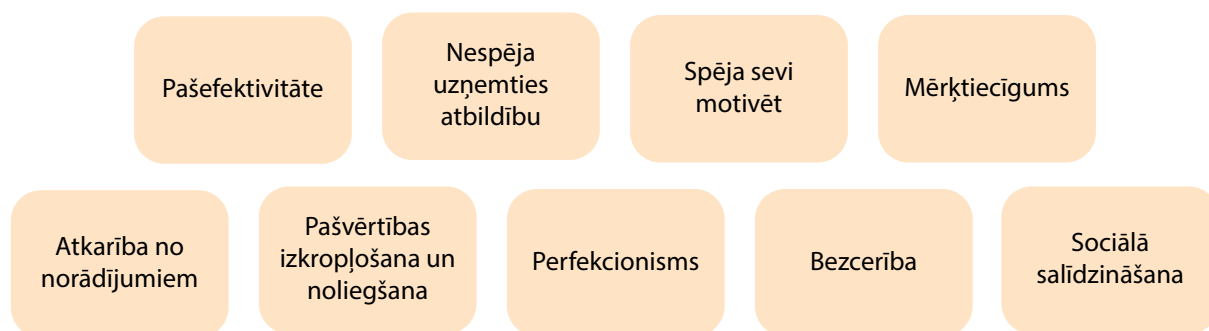 Pašefektivitāte
Nespēja
uzņemties
atbildību
Spēja sevi
motivēt
Mērķtiecīgums
Atkarība no
norādījumiem
Pašvērtības
izkropļošana un
noliegšana
Perfekcionisms
Bezcerība
Sociālā
salīdzināšana